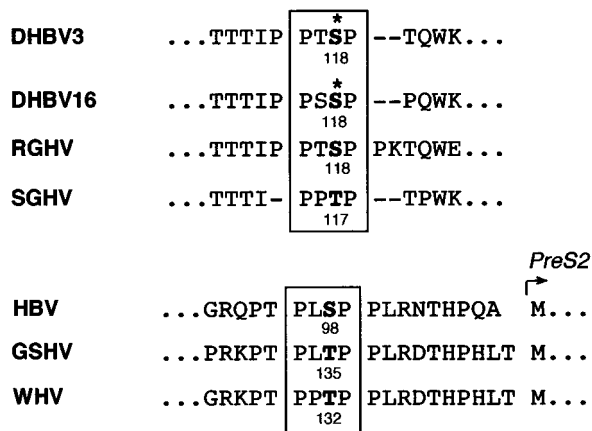 * 
DHBV3 ...TTTIP PTSP --TQWK...
118
*
DHBV16 ...TTTIP PSSP --PQWK...
118
RGHV ...TTTIP PTSP PKTQWE...
118
SGHV ...TTTI- PPTP --TPWK...
117
PreS2
HBV ...GRQPT PLSP PLRNTHPQA M...
98
GSHV ...PRKPT PLTP PLRDTHPHLT M...
135
WHV ...GRKPT PPTP PLRDTHPHLT M...
132